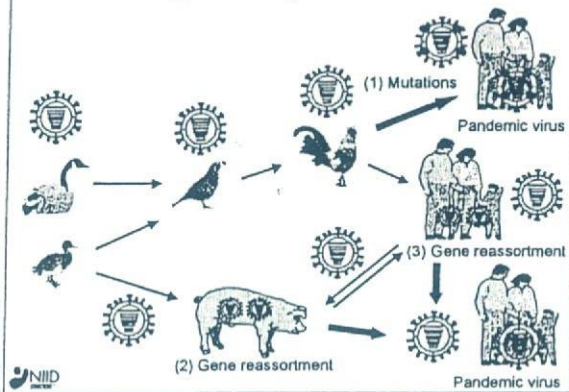 (1) Mutations
Pandemic virus
(3) Gene reassortment
(2) Gene reassortment
NIID
Pandemic virus